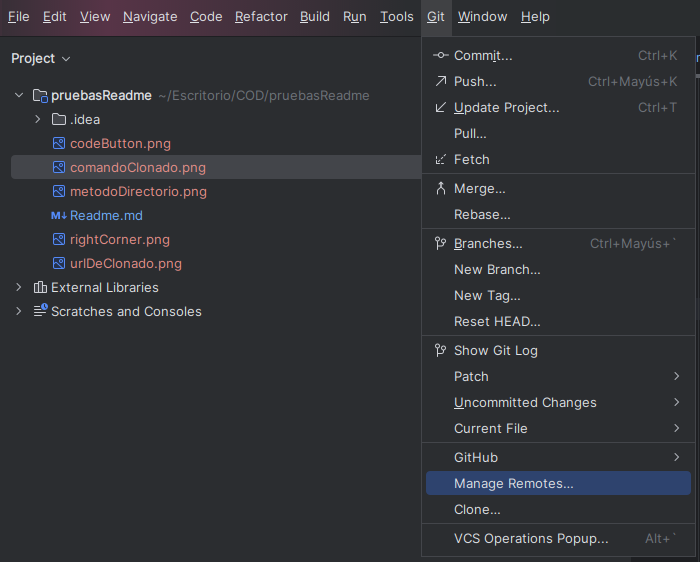 File Edit View Navigate Code Refactor Build Run Tools Git Window Help
Project
pruebasReadme ~/Escritorio/COD/pruebasReadme
.idea
codeButton.png
comandoClonado.png
metodoDirectorio.png
M↓ Readme.md
rightCorner.png
urlDeClonado.png
External Libraries
Scratches and Consoles
Commit... Ctrl+K
Push... Ctrl+Mayús+K
Update Project... Ctrl+T
Pull...
Fetch
Merge...
Rebase...
Branches... Ctrl+Mayús+`
New Branch...
New Tag...
Reset HEAD...
Show Git Log
Patch
Uncommitted Changes
Current File
GitHub
Manage Remotes...
Clone...
VCS Operations Popup... Alt+`